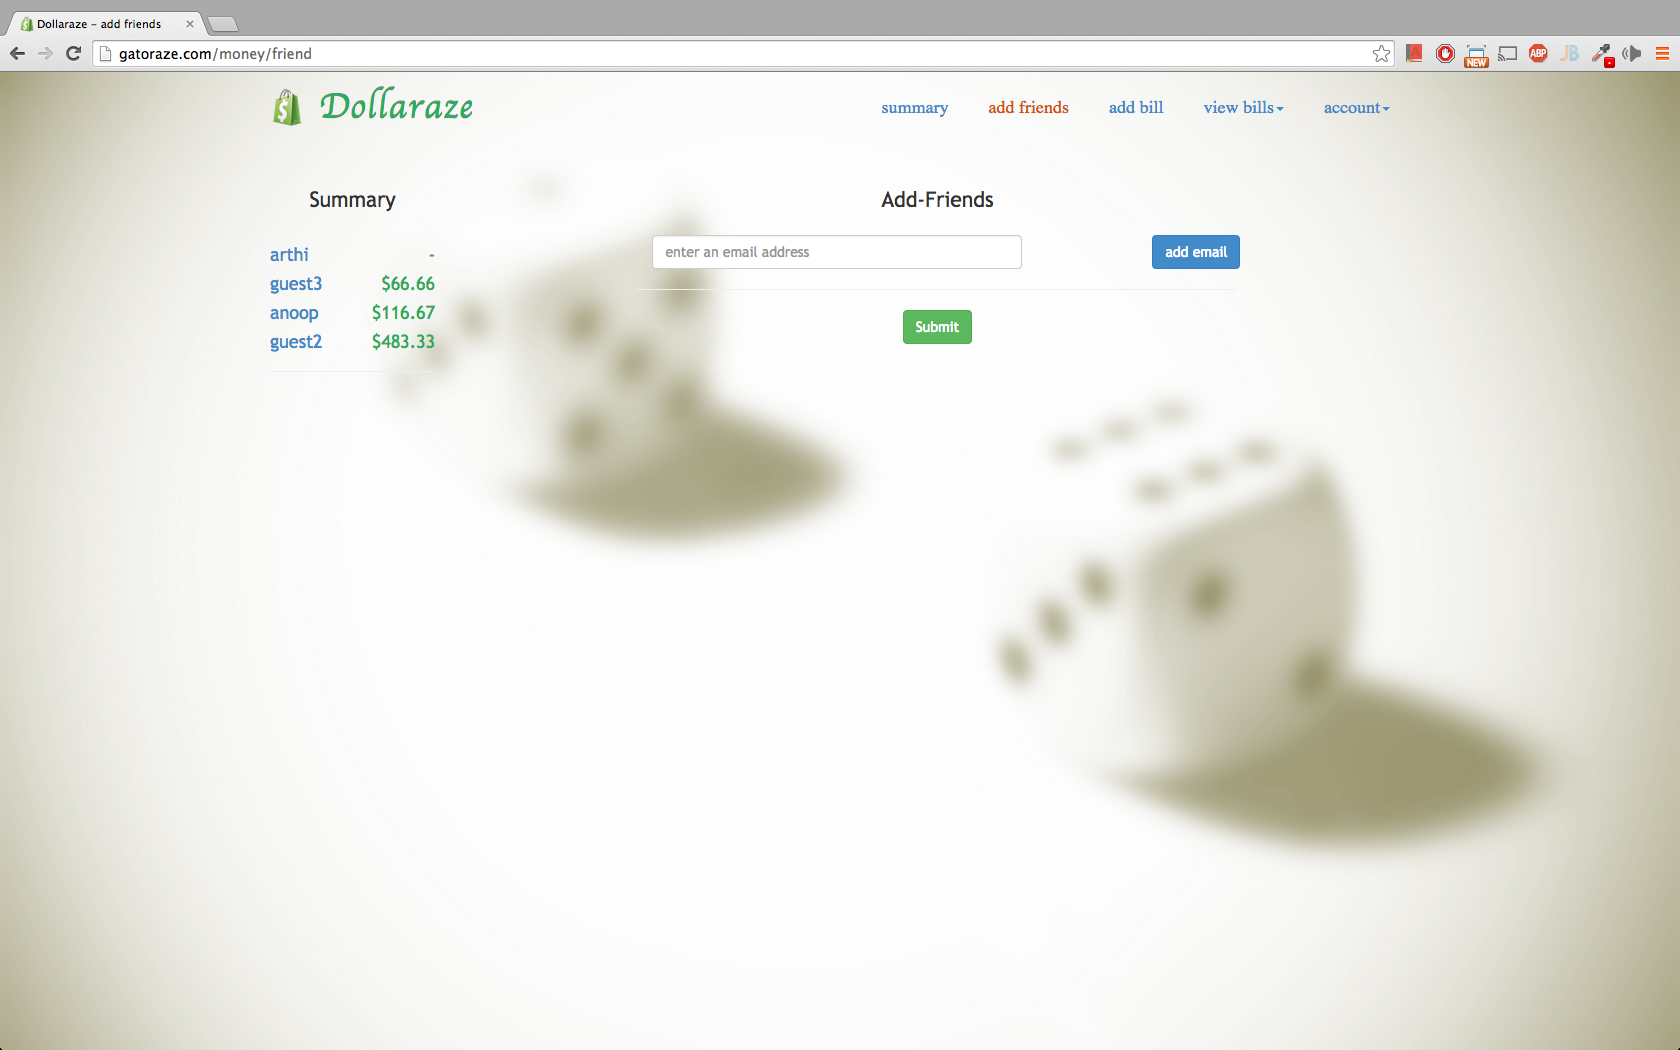 Dollaraze – add friends
gatoraze.com/money/friend
NEW
ABP
JB
Dollaraze
summary
add friends
add bill
view bills
account
Summary
Add-Friends
arthi -
enter an email address
add email
guest3 $66.66
anoop $116.67
Submit
guest2 $483.33